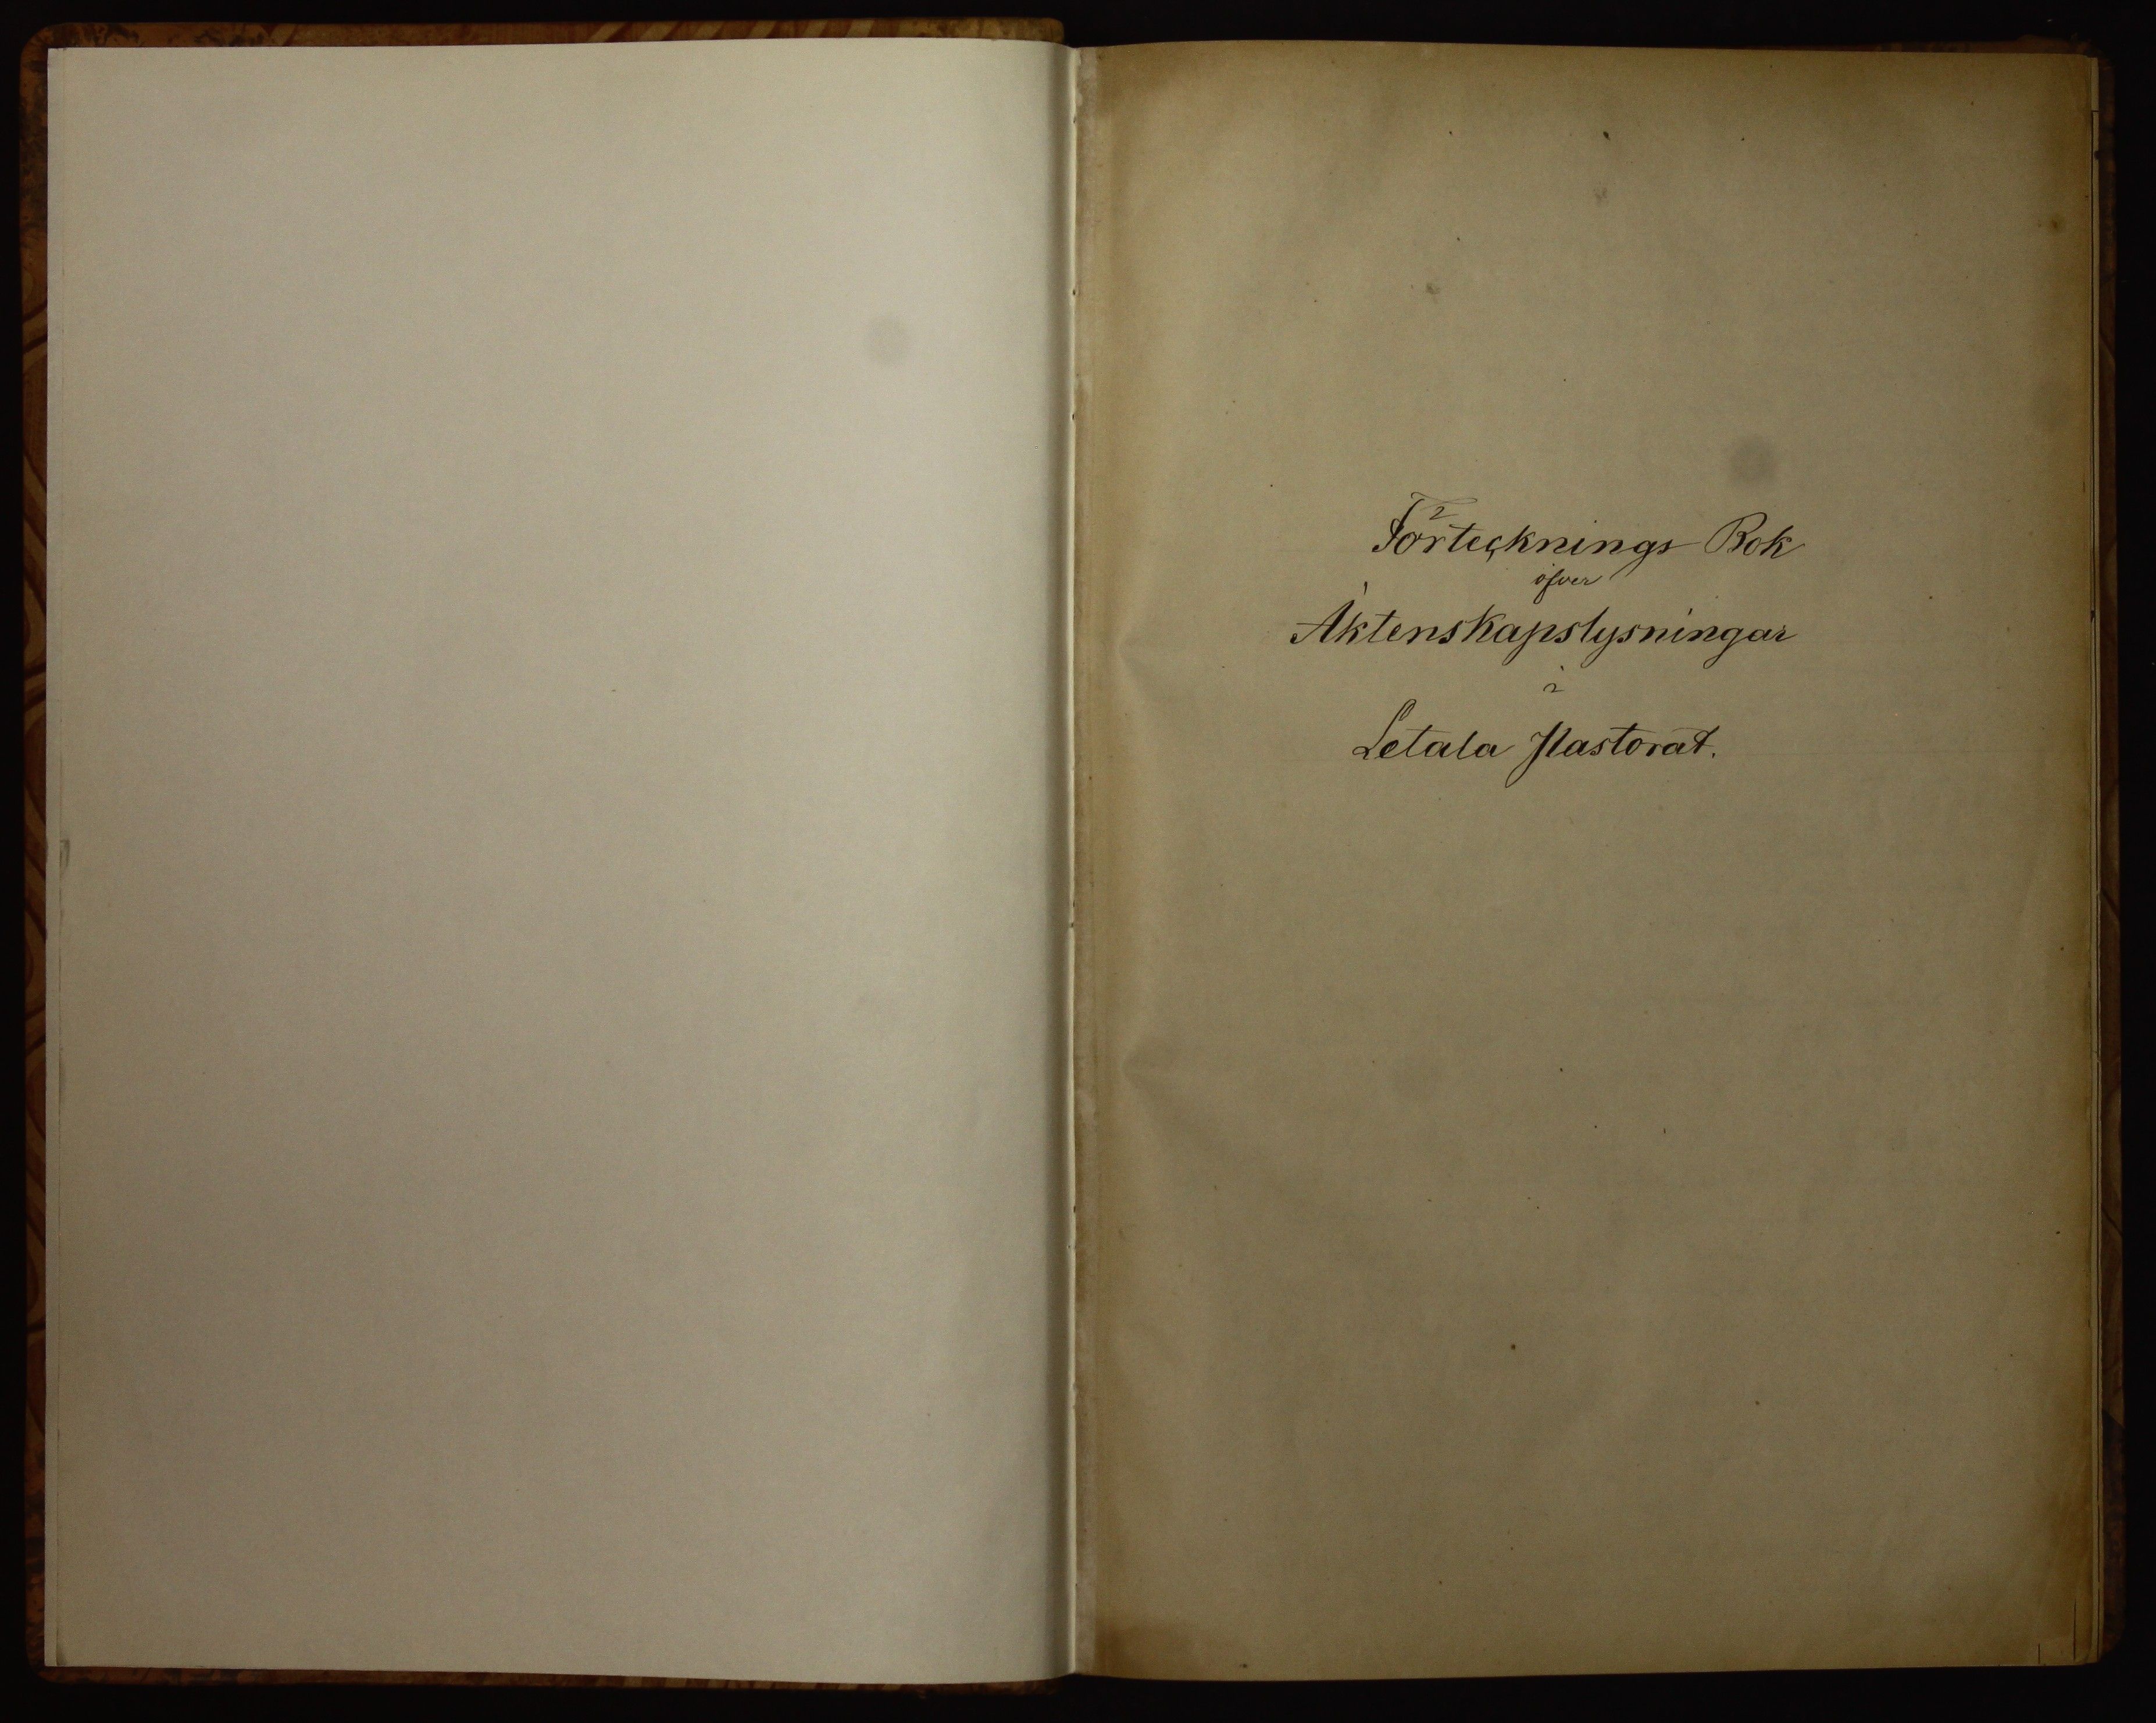 Förtecknings Bok
öfver
Äktenskapslysningar
i
Letala Pastorat.